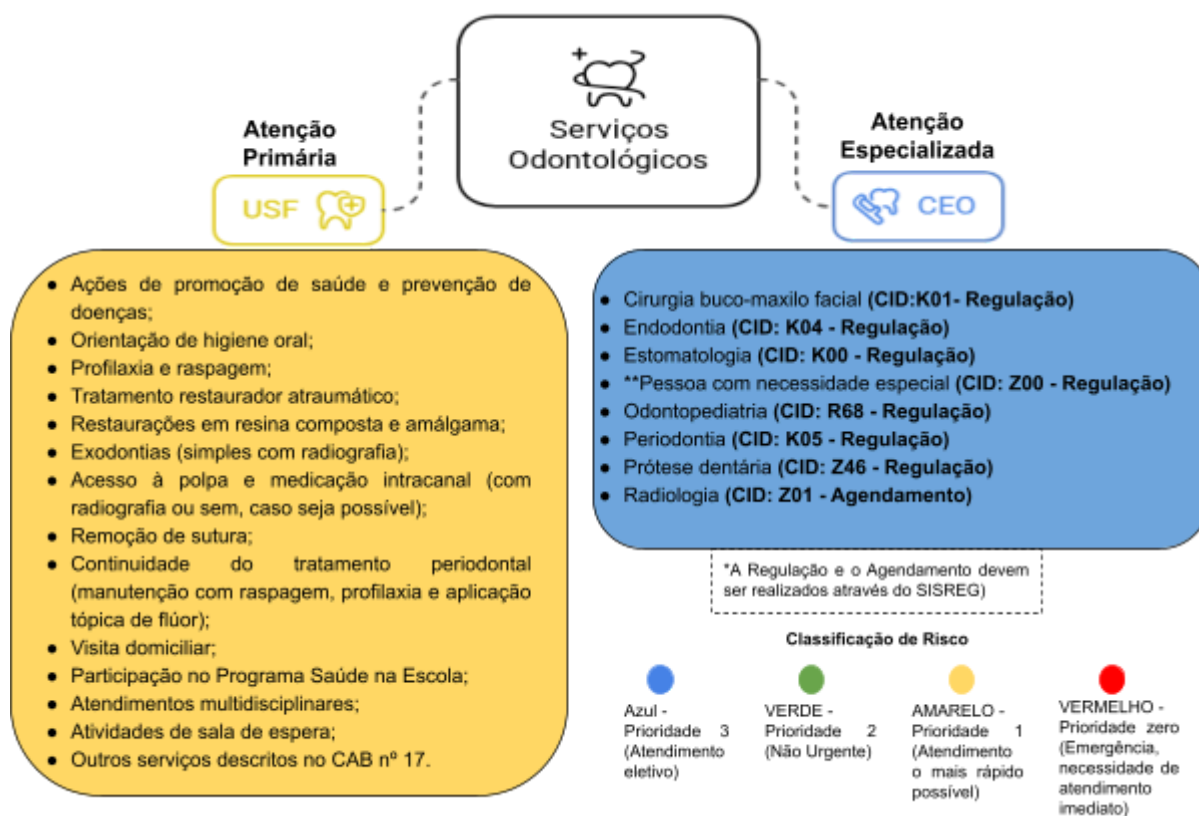 Serviços
Odontológicos
Atenção
Primária
USF
● Ações de promoção de saúde e prevenção de
doenças;
● Orientação de higiene oral;
● Profilaxia e raspagem;
● Tratamento restaurador atraumático;
● Restaurações em resina composta e amálgama;
● Exodontias (simples com radiografia);
● Acesso à polpa e medicação intracanal (com
radiografia ou sem, caso seja possível);
● Remoção de sutura;
● Continuidade do tratamento periodontal
(manutenção com raspagem, profilaxia e aplicação
tópica de flúor);
● Visita domiciliar;
● Participação no Programa Saúde na Escola;
● Atendimentos multidisciplinares;
● Atividades de sala de espera;
● Outros serviços descritos no CAB nº 17.
Atenção
Especializada
CEO
● Cirurgia buco-maxilo facial (CID:K01- Regulação)
● Endodontia (CID: K04 - Regulação)
● Estomatologia (CID: K00 - Regulação)
● **Pessoa com necessidade especial (CID: Z00 - Regulação)
● Odontopediatria (CID: R68 - Regulação)
● Periodontia (CID: K05 - Regulação)
● Prótese dentária (CID: Z46 - Regulação)
● Radiologia (CID: Z01 - Agendamento)
*A Regulação e o Agendamento devem
ser realizados através do SISREG)
Classificação de Risco
Azul -
Prioridade 3
(Atendimento
eletivo)
VERDE -
Prioridade 2
(Não Urgente)
AMARELO -
Prioridade 1
(Atendimento
o mais rápido
possível)
VERMELHO -
Prioridade zero
(Emergência,
necessidade de
atendimento
imediato)